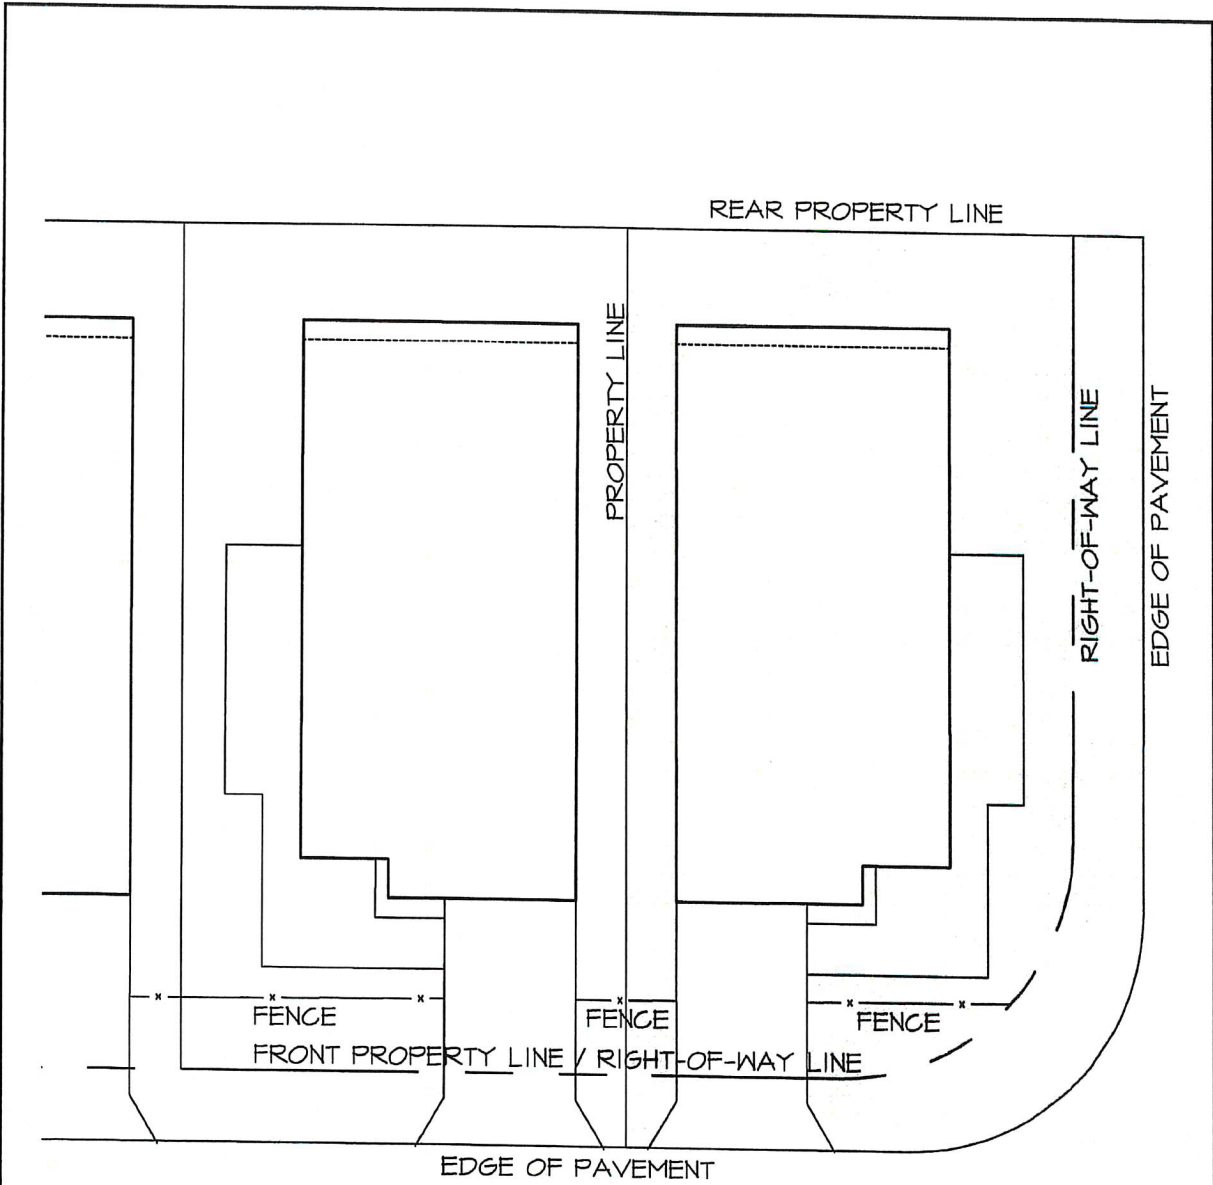 REAR PROPERTY LINE
PROPERTY LINE
RIGHT-OF-WAY LINE
EDGE OF PAVEMENT
FENCE
FENCE
FENCE
FRONT PROPERTY LINE / RIGHT-OF-WAY LINE
EDGE OF PAVEMENT